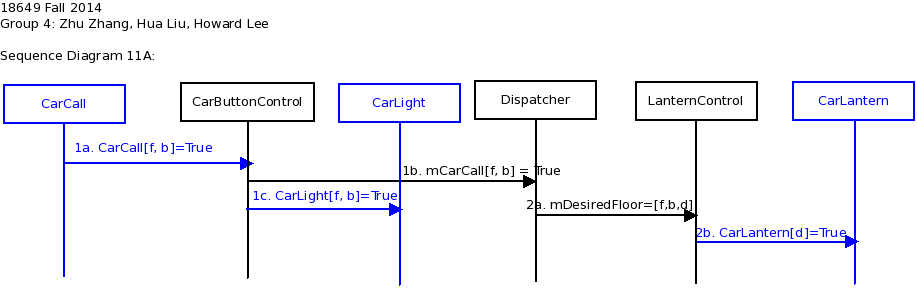 18649 Fall 2014
Group 4: Zhu Zhang, Hua Liu, Howard Lee
Sequence Diagram 11A:
CarCall
CarButtonControl
CarLight
Dispatcher
LanternControl
CarLantern
1a. CarCall[f, b]=True
1b. mCarCall[f, b] = True
1c. CarLight[f, b]=True
2a. mDesiredFloor=[f,b,d]
2b. CarLantern[d]=True